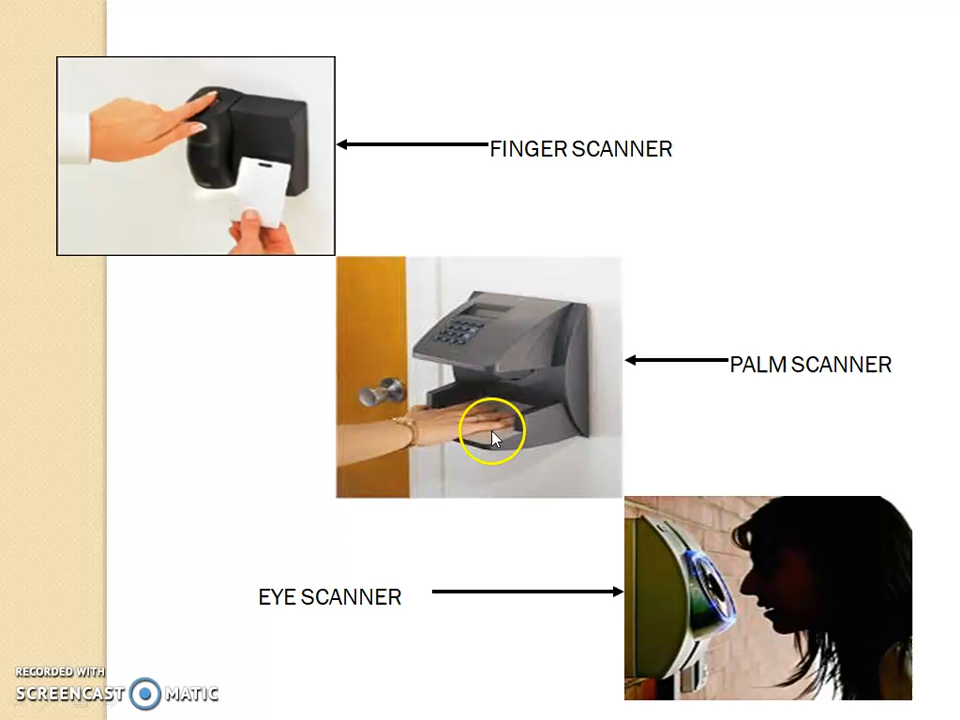 FINGER SCANNER
PALM SCANNER
EYE SCANNER
RECORDED WITH
SCREENCAST MATIC